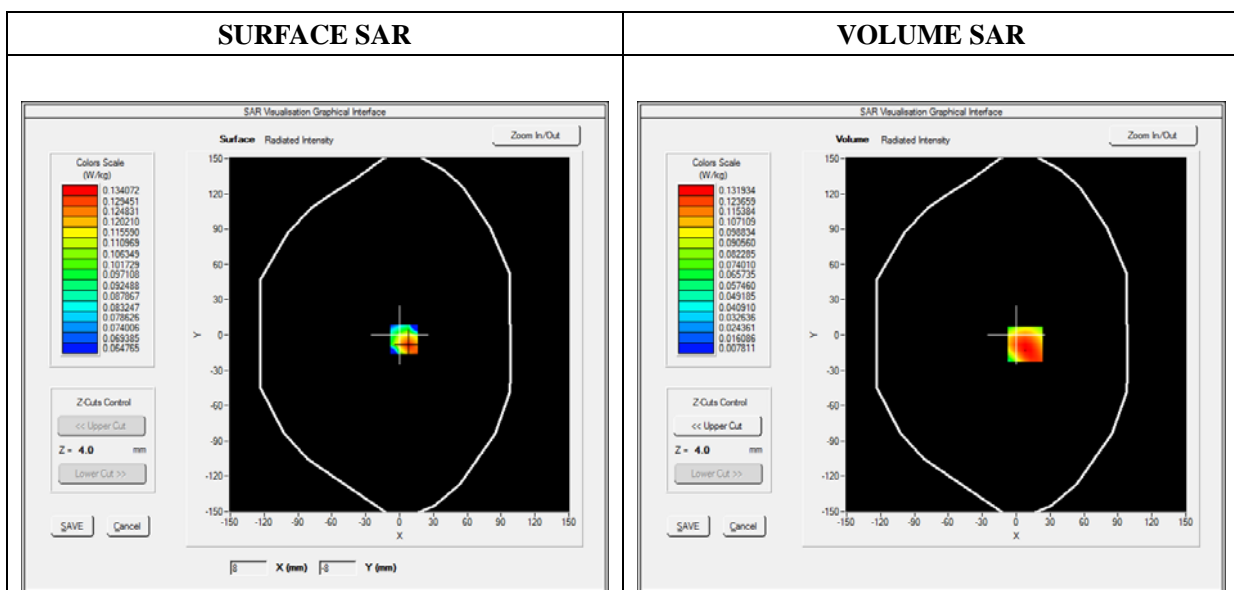 SURFACE SAR
VOLUME SAR
SAR Visualisation Graphical Interface
Surface Radiated Intensity
Zoom In/Out
Colors Scale
(W/kg)
0.134072
0.129451
0.124831
0.120210
0.115590
0.110969
0.106349
0.101729
0.097108
0.092488
0.087867
0.083247
0.078626
0.074006
0.069385
0.064765
Z-Cuts Control
<< Upper Cut
Z = 4.0 mm
Lower Cut >>
SAVE Cancel
150
120
90
60
30
0
-30
-60
-90
-120
-150
Y
-150 -120 -90 -60 -30 0 30 60 90 120 150
X
8 X (mm) -8 Y (mm)
SAR Visualisation Graphical Interface
Volume Radiated Intensity
Zoom In/Out
Colors Scale
(W/kg)
0.131934
0.123659
0.115384
0.107109
0.098834
0.090560
0.082285
0.074010
0.065735
0.057460
0.049185
0.040910
0.032636
0.024361
0.016086
0.007811
Z-Cuts Control
<< Upper Cut
Z = 4.0 mm
Lower Cut >>
SAVE Cancel
150
120
90
60
30
0
-30
-60
-90
-120
-150
Y
-150 -120 -90 -60 -30 0 30 60 90 120 150
X